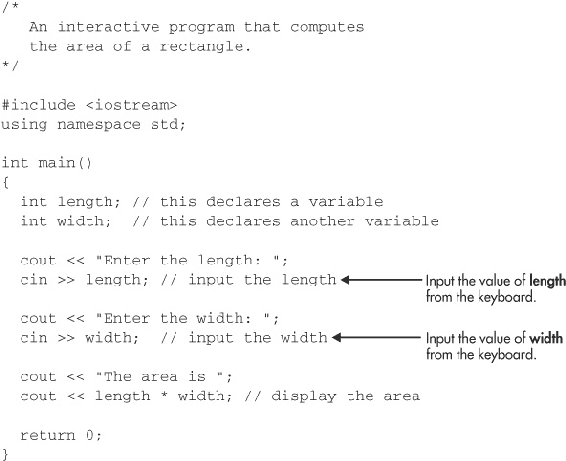 /*
   An interactive program that computes
   the area of a rectangle.
*/

#include <iostream>
using namespace std;

int main()
{
  int length; // this declares a variable
  int width;  // this declares another variable

  cout << "Enter the length: ";
  cin >> length; // input the length
Input the value of length
from the keyboard.

  cout << "Enter the width: ";
  cin >> width;  // input the width
Input the value of width
from the keyboard.

  cout << "The area is ";
  cout << length * width; // display the area

  return 0;
}